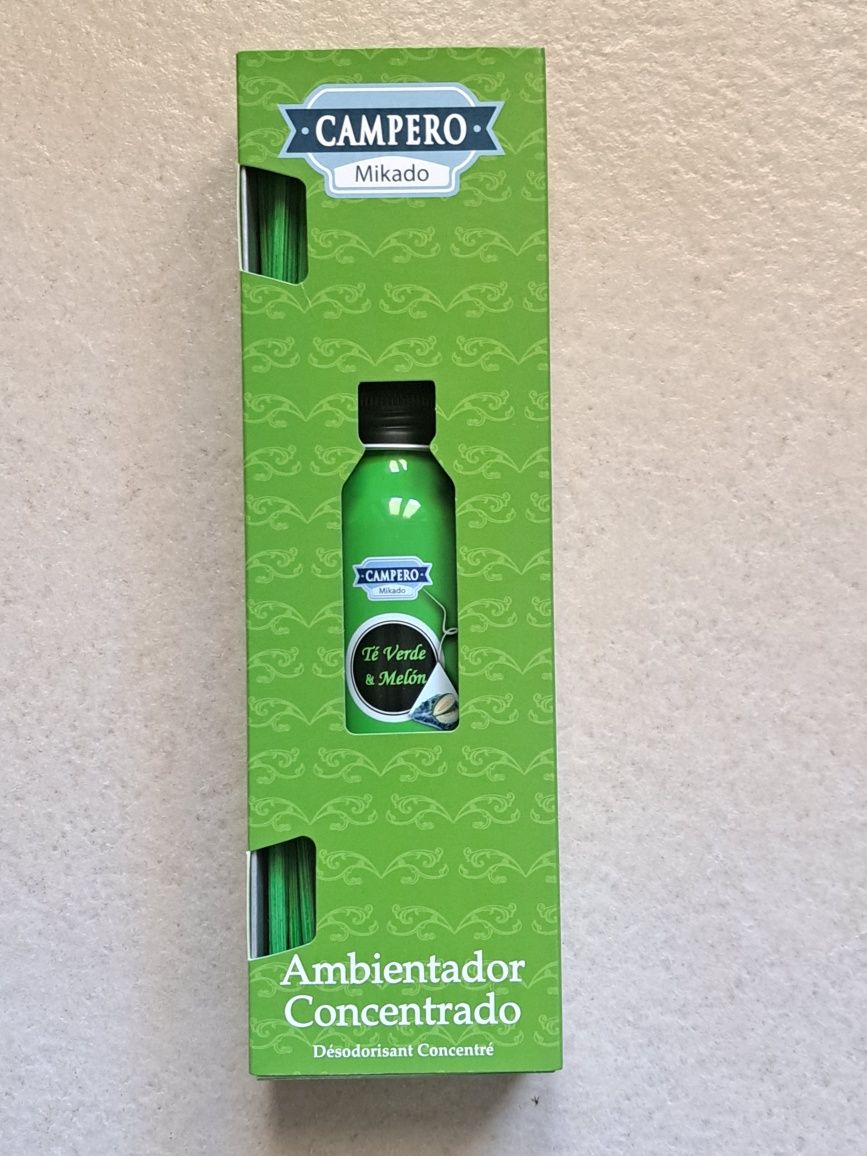 CAMPERO
Mikado
CAMPERO
Mikado
Té Verde
& Melón
Ambientador
Concentrado
Désodorisant Concentré